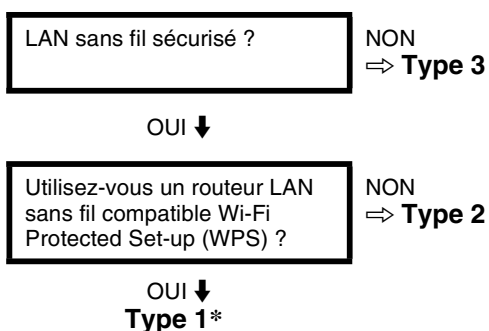 LAN sans fil sécurisé ?
NON
⇨ Type 3
OUI ⬇
Utilisez-vous un routeur LAN
sans fil compatible Wi-Fi
Protected Set-up (WPS) ?
NON
⇨ Type 2
OUI ⬇
Type 1*